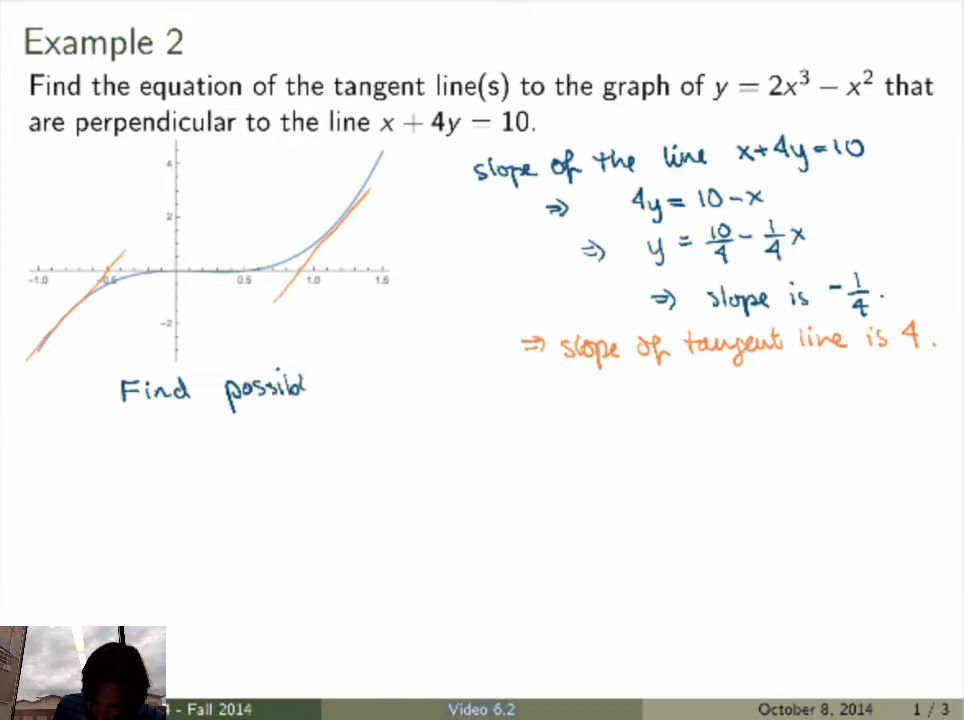 Example 2
Find the equation of the tangent line(s) to the graph of y = 2x³ − x² that
are perpendicular to the line x + 4y = 10.
4
2
-1.0 -0.5 0.5 1.0 1.5
-2
slope of the line x+4y=10
⇒ 4y = 10 - x
⇒ y = 10/4 - 1/4 x
⇒ slope is -1/4.
⇒ slope of tangent line is 4.
Find possib
4 - Fall 2014 Video 6.2 October 8, 2014 1 / 3